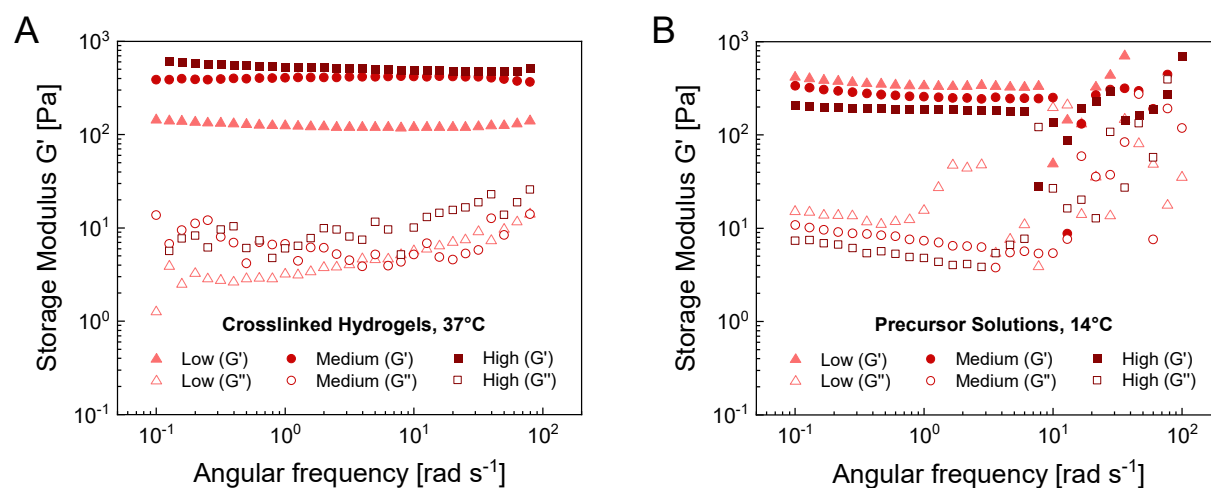 A
Storage Modulus G' [Pa]
10³
10²
10¹
10⁰
10⁻¹
Crosslinked Hydrogels, 37°C
Low (G') Medium (G') High (G')
Low (G") Medium (G") High (G")
10⁻¹ 10⁰ 10¹ 10²
Angular frequency [rad s⁻¹]
B
Storage Modulus G' [Pa]
10³
10²
10¹
10⁰
10⁻¹
Precursor Solutions, 14°C
Low (G') Medium (G') High (G')
Low (G") Medium (G") High (G")
10⁻¹ 10⁰ 10¹ 10²
Angular frequency [rad s⁻¹]